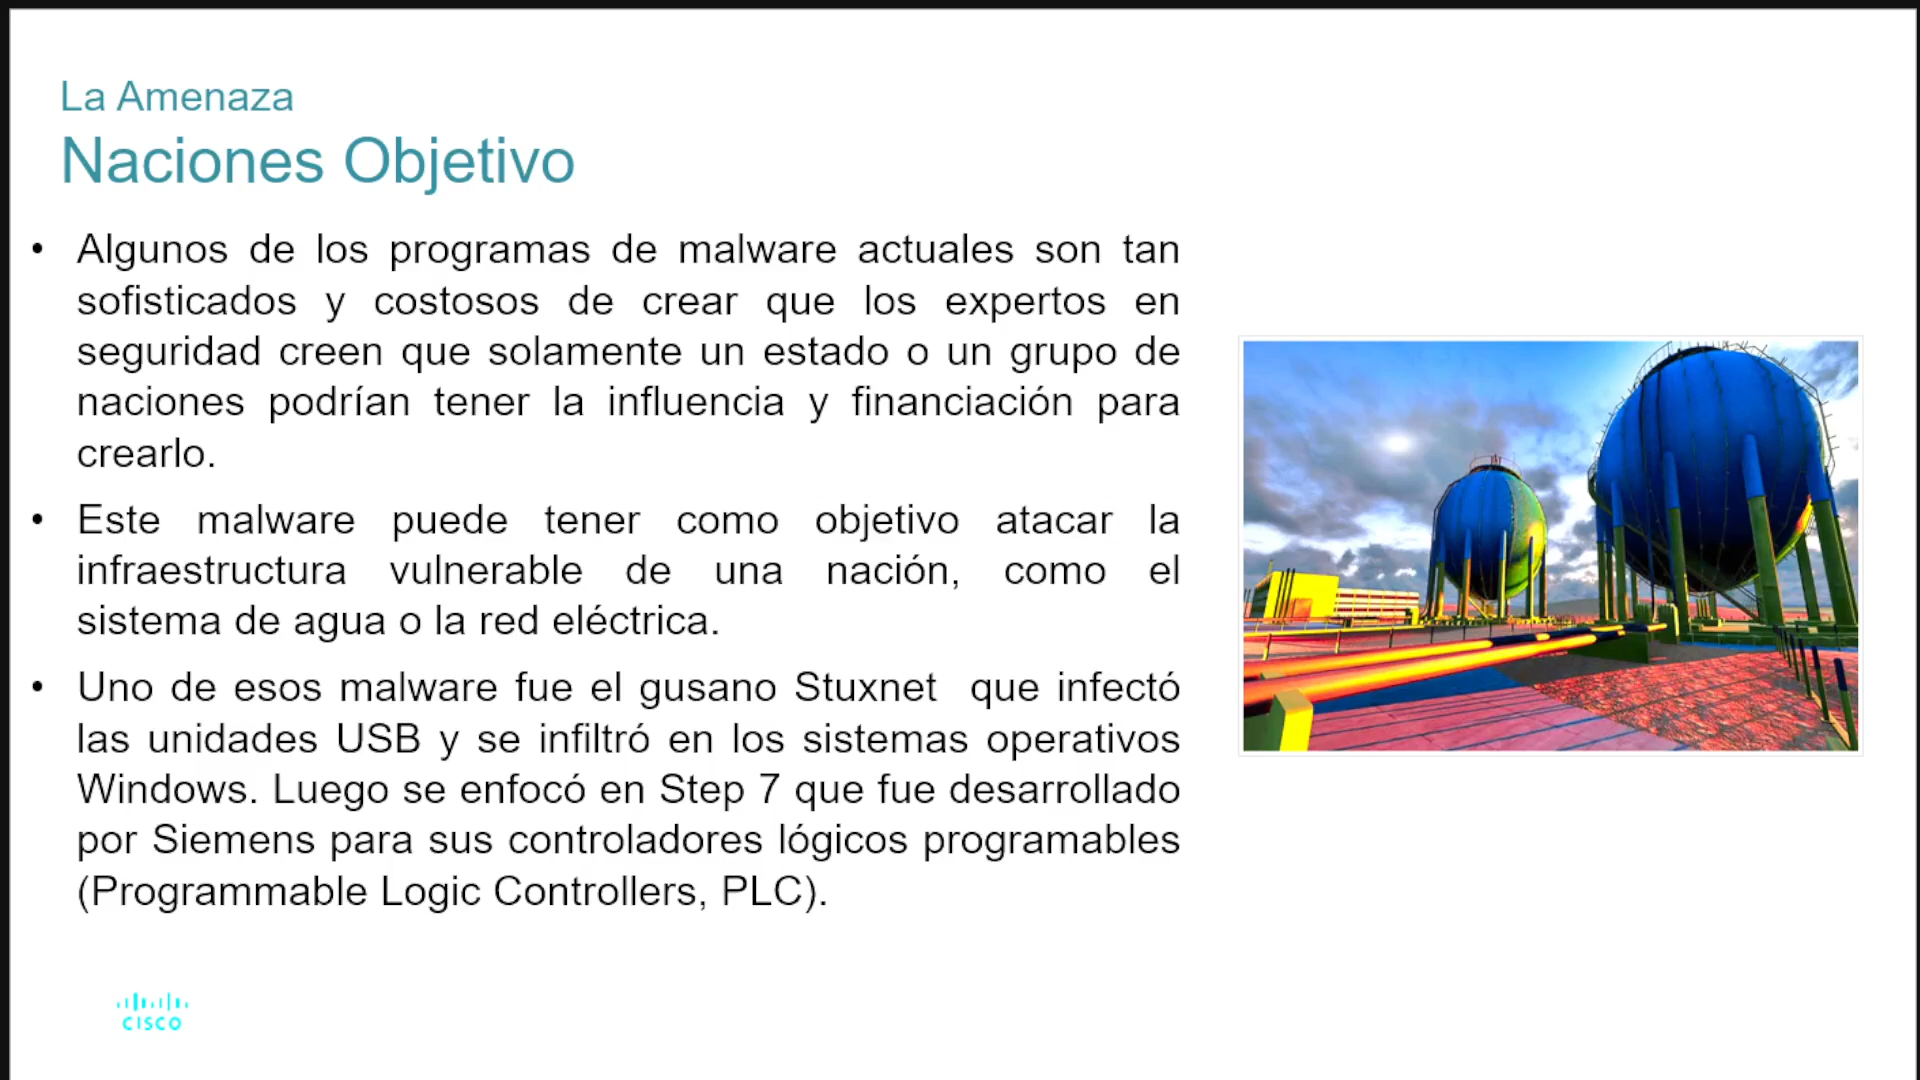 La Amenaza
Naciones Objetivo
• Algunos de los programas de malware actuales son tan
sofisticados y costosos de crear que los expertos en
seguridad creen que solamente un estado o un grupo de
naciones podrían tener la influencia y financiación para
crearlo.
• Este malware puede tener como objetivo atacar la
infraestructura vulnerable de una nación, como el
sistema de agua o la red eléctrica.
• Uno de esos malware fue el gusano Stuxnet que infectó
las unidades USB y se infiltró en los sistemas operativos
Windows. Luego se enfocó en Step 7 que fue desarrollado
por Siemens para sus controladores lógicos programables
(Programmable Logic Controllers, PLC).
CISCO